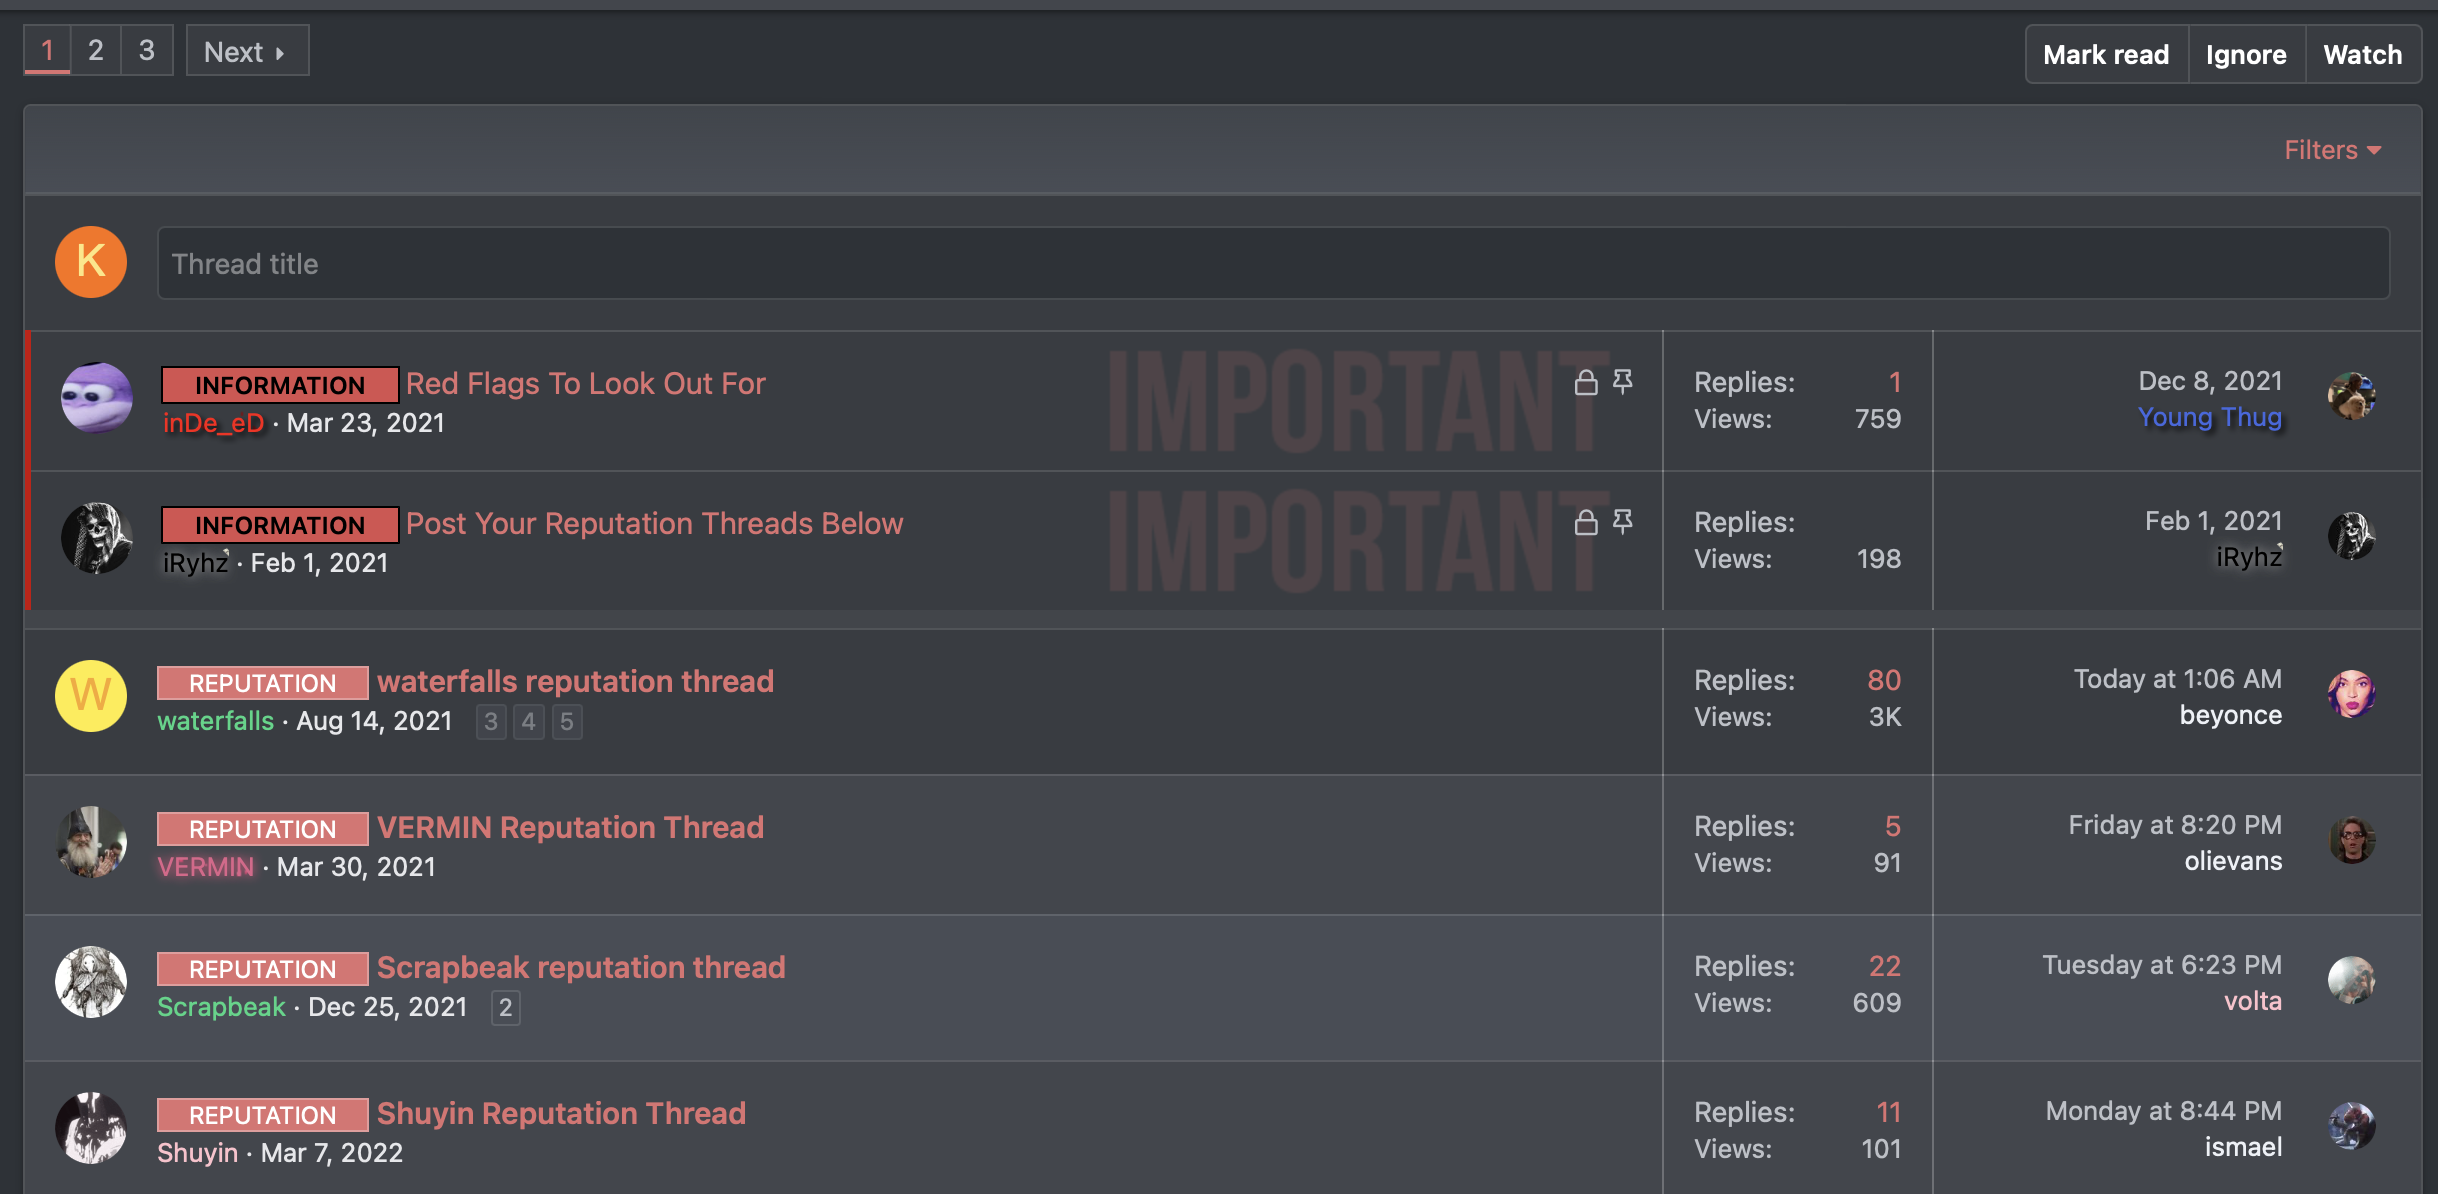 1 2 3 Next
Mark read Ignore Watch
Filters
K
Thread title
IMPORTANT
INFORMATION Red Flags To Look Out For
inDe_eD · Mar 23, 2021
Replies: 1
Views: 759
Dec 8, 2021
Young Thug
IMPORTANT
INFORMATION Post Your Reputation Threads Below
iRyhz · Feb 1, 2021
Replies:
Views: 198
Feb 1, 2021
iRyhz
W
REPUTATION waterfalls reputation thread
waterfalls · Aug 14, 2021 3 4 5
Replies: 80
Views: 3K
Today at 1:06 AM
beyonce
REPUTATION VERMIN Reputation Thread
VERMIN · Mar 30, 2021
Replies: 5
Views: 91
Friday at 8:20 PM
olievans
REPUTATION Scrapbeak reputation thread
Scrapbeak · Dec 25, 2021 2
Replies: 22
Views: 609
Tuesday at 6:23 PM
volta
REPUTATION Shuyin Reputation Thread
Shuyin · Mar 7, 2022
Replies: 11
Views: 101
Monday at 8:44 PM
ismael